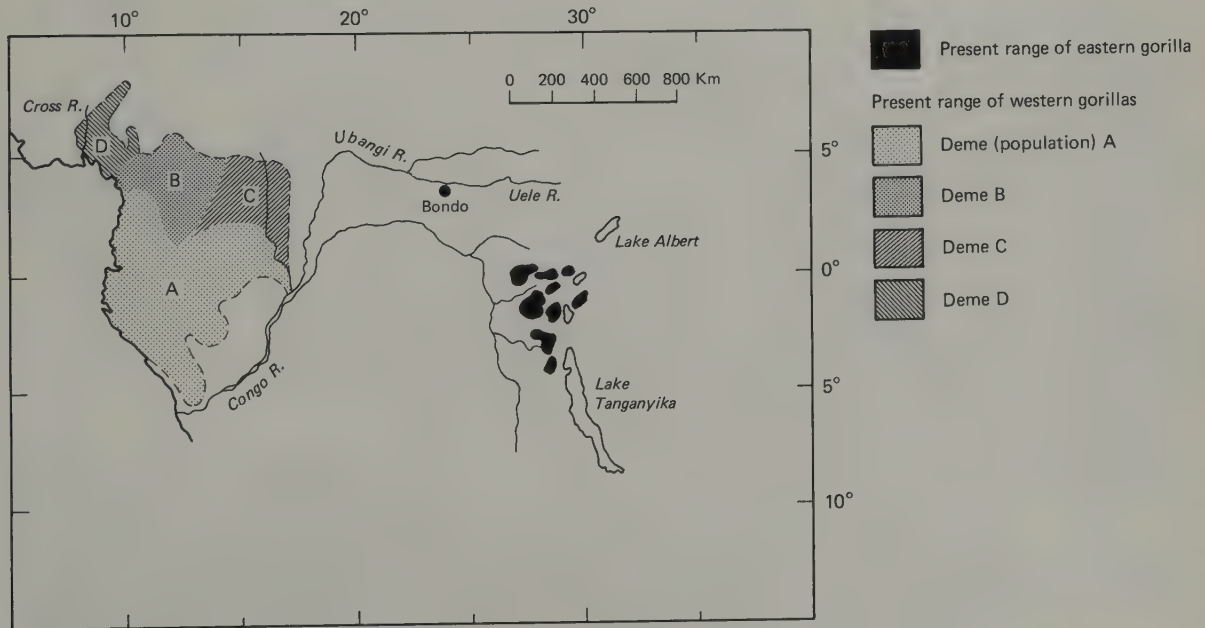 10° 20° 30°
Present range of eastern gorilla
0 200 400 600 800 Km
Present range of western gorillas
Cross R.
D
Ubangi R.
5°
Deme (population) A
B
C
Uele R.
Deme B
Bondo
Lake Albert
Deme C
0°
A
Deme D
Congo R.
Lake
Tanganyika
5°
10°